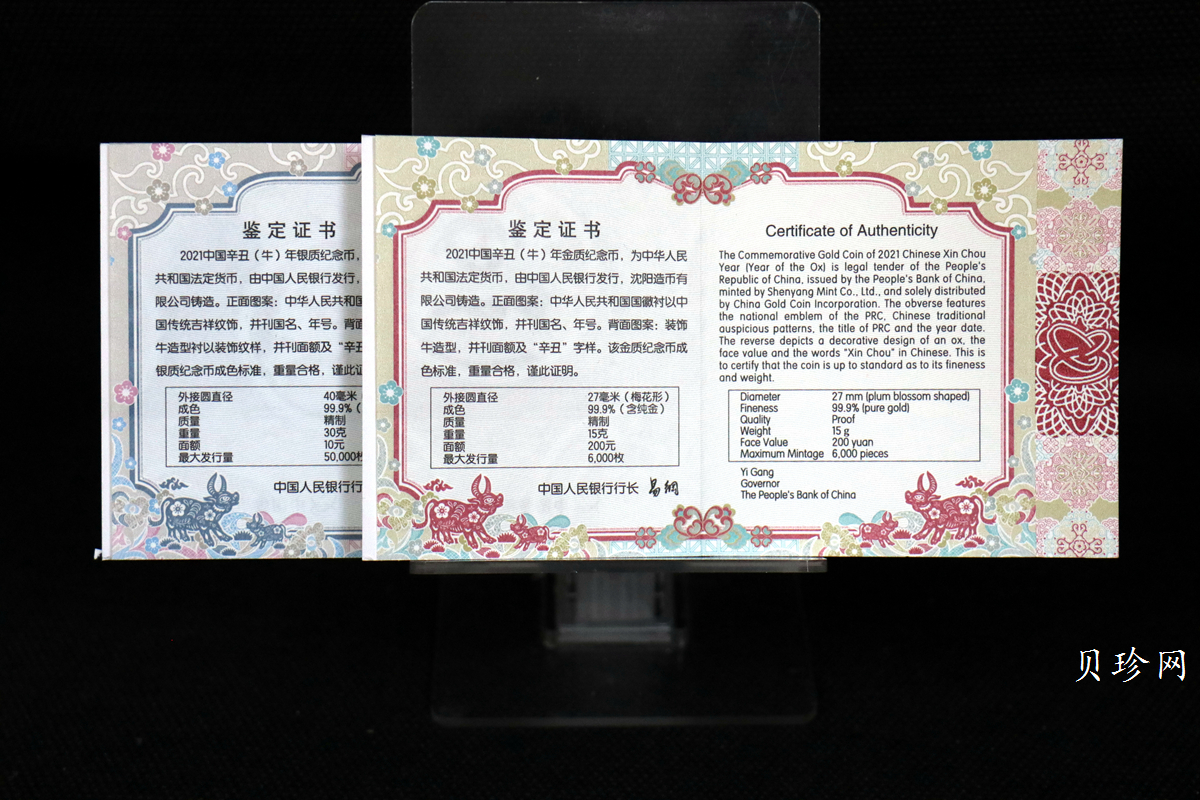 鉴定证书
2021中国辛丑（牛）年银质纪念币，
共和国法定货币，由中国人民银行发行，
限公司铸造。正面图案：中华人民共和国
国传统吉祥纹饰，并刊国名、年号。背面
牛造型衬以装饰纹样，并刊面额及“辛丑
银质纪念币成色标准，重量合格，谨此证
外接圆直径 40毫米（
成色 99.9%（
质量 精制
重量 30克
面额 10元
最大发行量 50,000枚
中国人民银行行
鉴定证书
2021中国辛丑（牛）年金质纪念币，为中华人民
共和国法定货币，由中国人民银行发行，沈阳造币有
限公司铸造。正面图案：中华人民共和国国徽衬以中
国传统吉祥纹饰，并刊国名、年号。背面图案：装饰
牛造型，并刊面额及“辛丑”字样。该金质纪念币成
色标准，重量合格，谨此证明。
外接圆直径 27毫米（梅花形）
成色 99.9%（含纯金）
质量 精制
重量 15克
面额 200元
最大发行量 6,000枚
中国人民银行行长 易纲
Certificate of Authenticity
The Commemorative Gold Coin of 2021 Chinese Xin Chou
Year (Year of the Ox) is legal tender of the People's
Republic of China, issued by the People's Bank of China,
minted by Shenyang Mint Co., Ltd., and solely distributed
by China Gold Coin Incorporation. The obverse features
the national emblem of the PRC, Chinese traditional
auspicious patterns, the title of PRC and the year date.
The reverse depicts a decorative design of an ox, the
face value and the words "Xin Chou" in Chinese. This is
to certify that the coin is up to standard as to its fineness
and weight.
Diameter 27 mm (plum blossom shaped)
Fineness 99.9% (pure gold)
Quality Proof
Weight 15 g
Face Value 200 yuan
Maximum Mintage 6,000 pieces
Yi Gang
Governor
The People's Bank of China
贝珍网